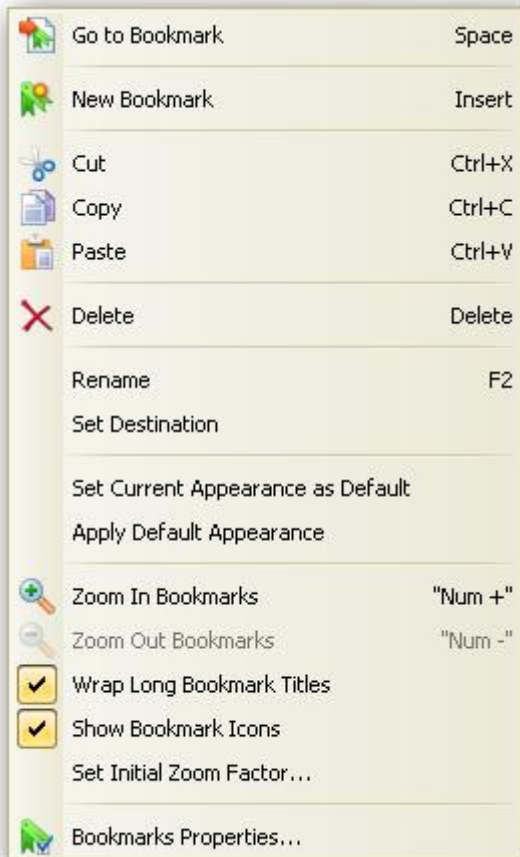 Go to Bookmark Space
New Bookmark Insert
Cut Ctrl+X
Copy Ctrl+C
Paste Ctrl+V
Delete Delete
Rename F2
Set Destination
Set Current Appearance as Default
Apply Default Appearance
Zoom In Bookmarks "Num +"
Zoom Out Bookmarks "Num -"
Wrap Long Bookmark Titles
Show Bookmark Icons
Set Initial Zoom Factor...
Bookmarks Properties...